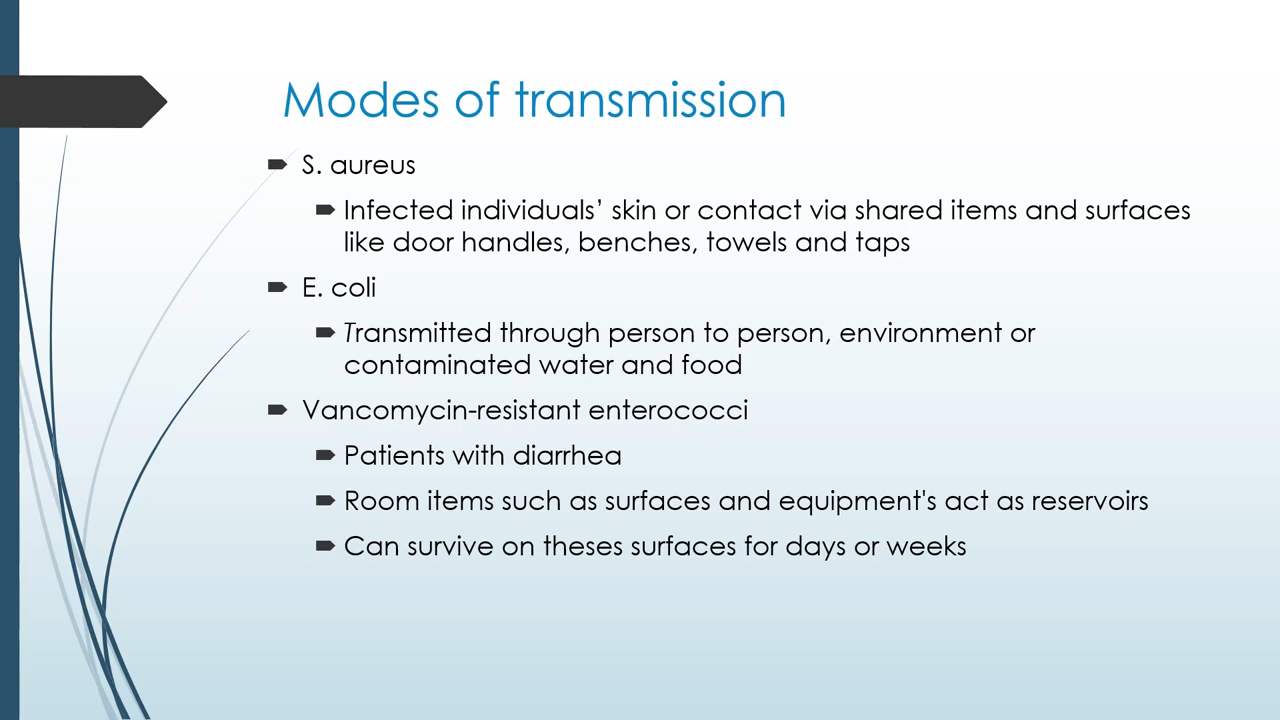 Modes of transmission
S. aureus
Infected individuals’ skin or contact via shared items and surfaces
like door handles, benches, towels and taps
E. coli
Transmitted through person to person, environment or
contaminated water and food
Vancomycin-resistant enterococci
Patients with diarrhea
Room items such as surfaces and equipment's act as reservoirs
Can survive on theses surfaces for days or weeks